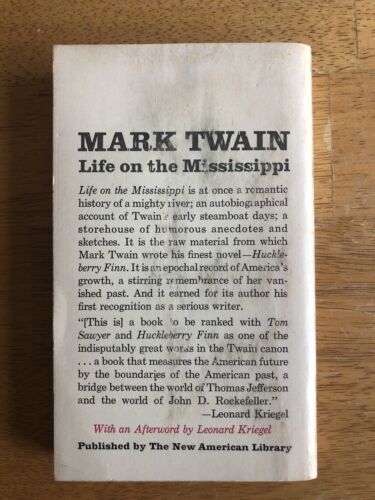 MARK TWAIN
Life on the Mississippi
Life on the Mississippi is at once a romantic
history of a mighty river; an autobiographical
account of Twain's early steamboat days; a
storehouse of humorous anecdotes and
sketches. It is the raw material from which
Mark Twain wrote his finest novel—Huckle-
berry Finn. It is an epochal record of America's
growth, a stirring remembrance of her van-
ished past. And it earned for its author his
first recognition as a serious writer.
"[This is] a book to be ranked with Tom
Sawyer and Huckleberry Finn as one of the
indisputably great works in the Twain canon
. . . a book that measures the American future
by the boundaries of the American past, a
bridge between the world of Thomas Jefferson
and the world of John D. Rockefeller."
—Leonard Kriegel
With an Afterword by Leonard Kriegel
Published by The New American Library